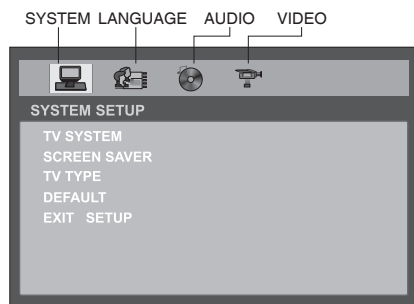 SYSTEM LANGUAGE AUDIO VIDEO
SYSTEM SETUP
TV SYSTEM
SCREEN SAVER
TV TYPE
DEFAULT
EXIT SETUP